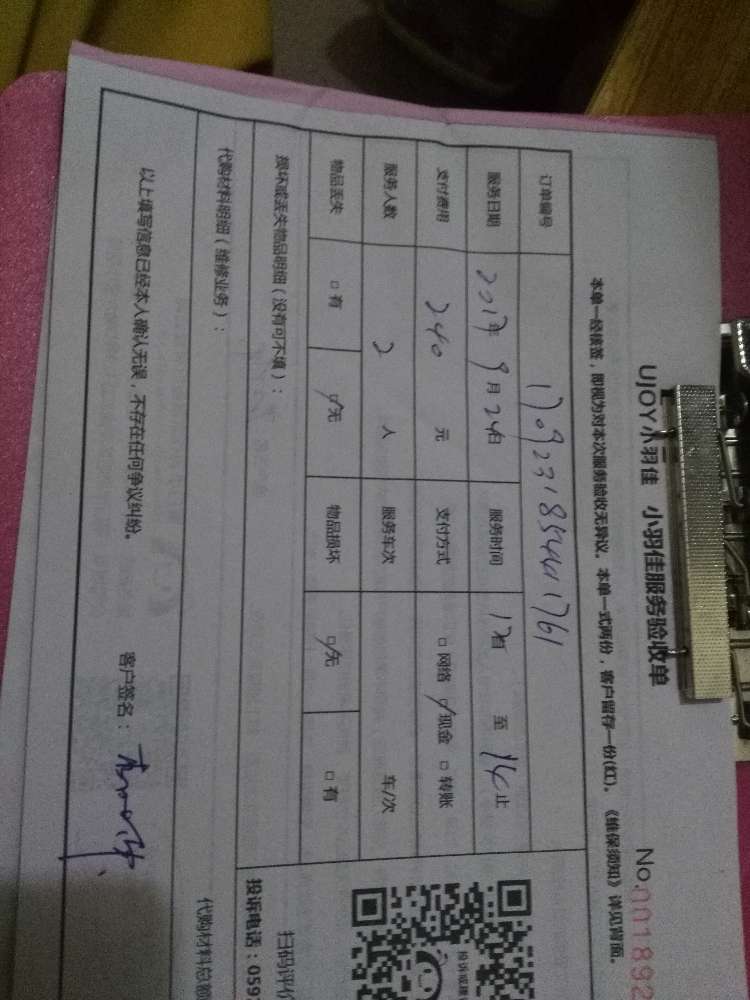 UJOY小羽佳 小羽佳服务验收单
No.001892
本单一经核签，即视为对本次服务验收无异议。本单一式两份，客户留存一份(红)。《维保须知》详见背面。
订单编号
服务日期 2017年 9月 24日 服务时间 至 止
支付费用 240 元 支付方式 □网络 ☑现金 □转账
服务人数 2 人 服务车次 车/次
物品丢失 □有 ☑无 物品损坏 ☑无 □有
损坏或丢失物品明细（没有可不填）：
扫码评价
投诉电话：059
代购材料明细（维修业务）：
代购材料总额
以上填写信息已经本人确认无误，不存在任何争议纠纷。 客户签名：